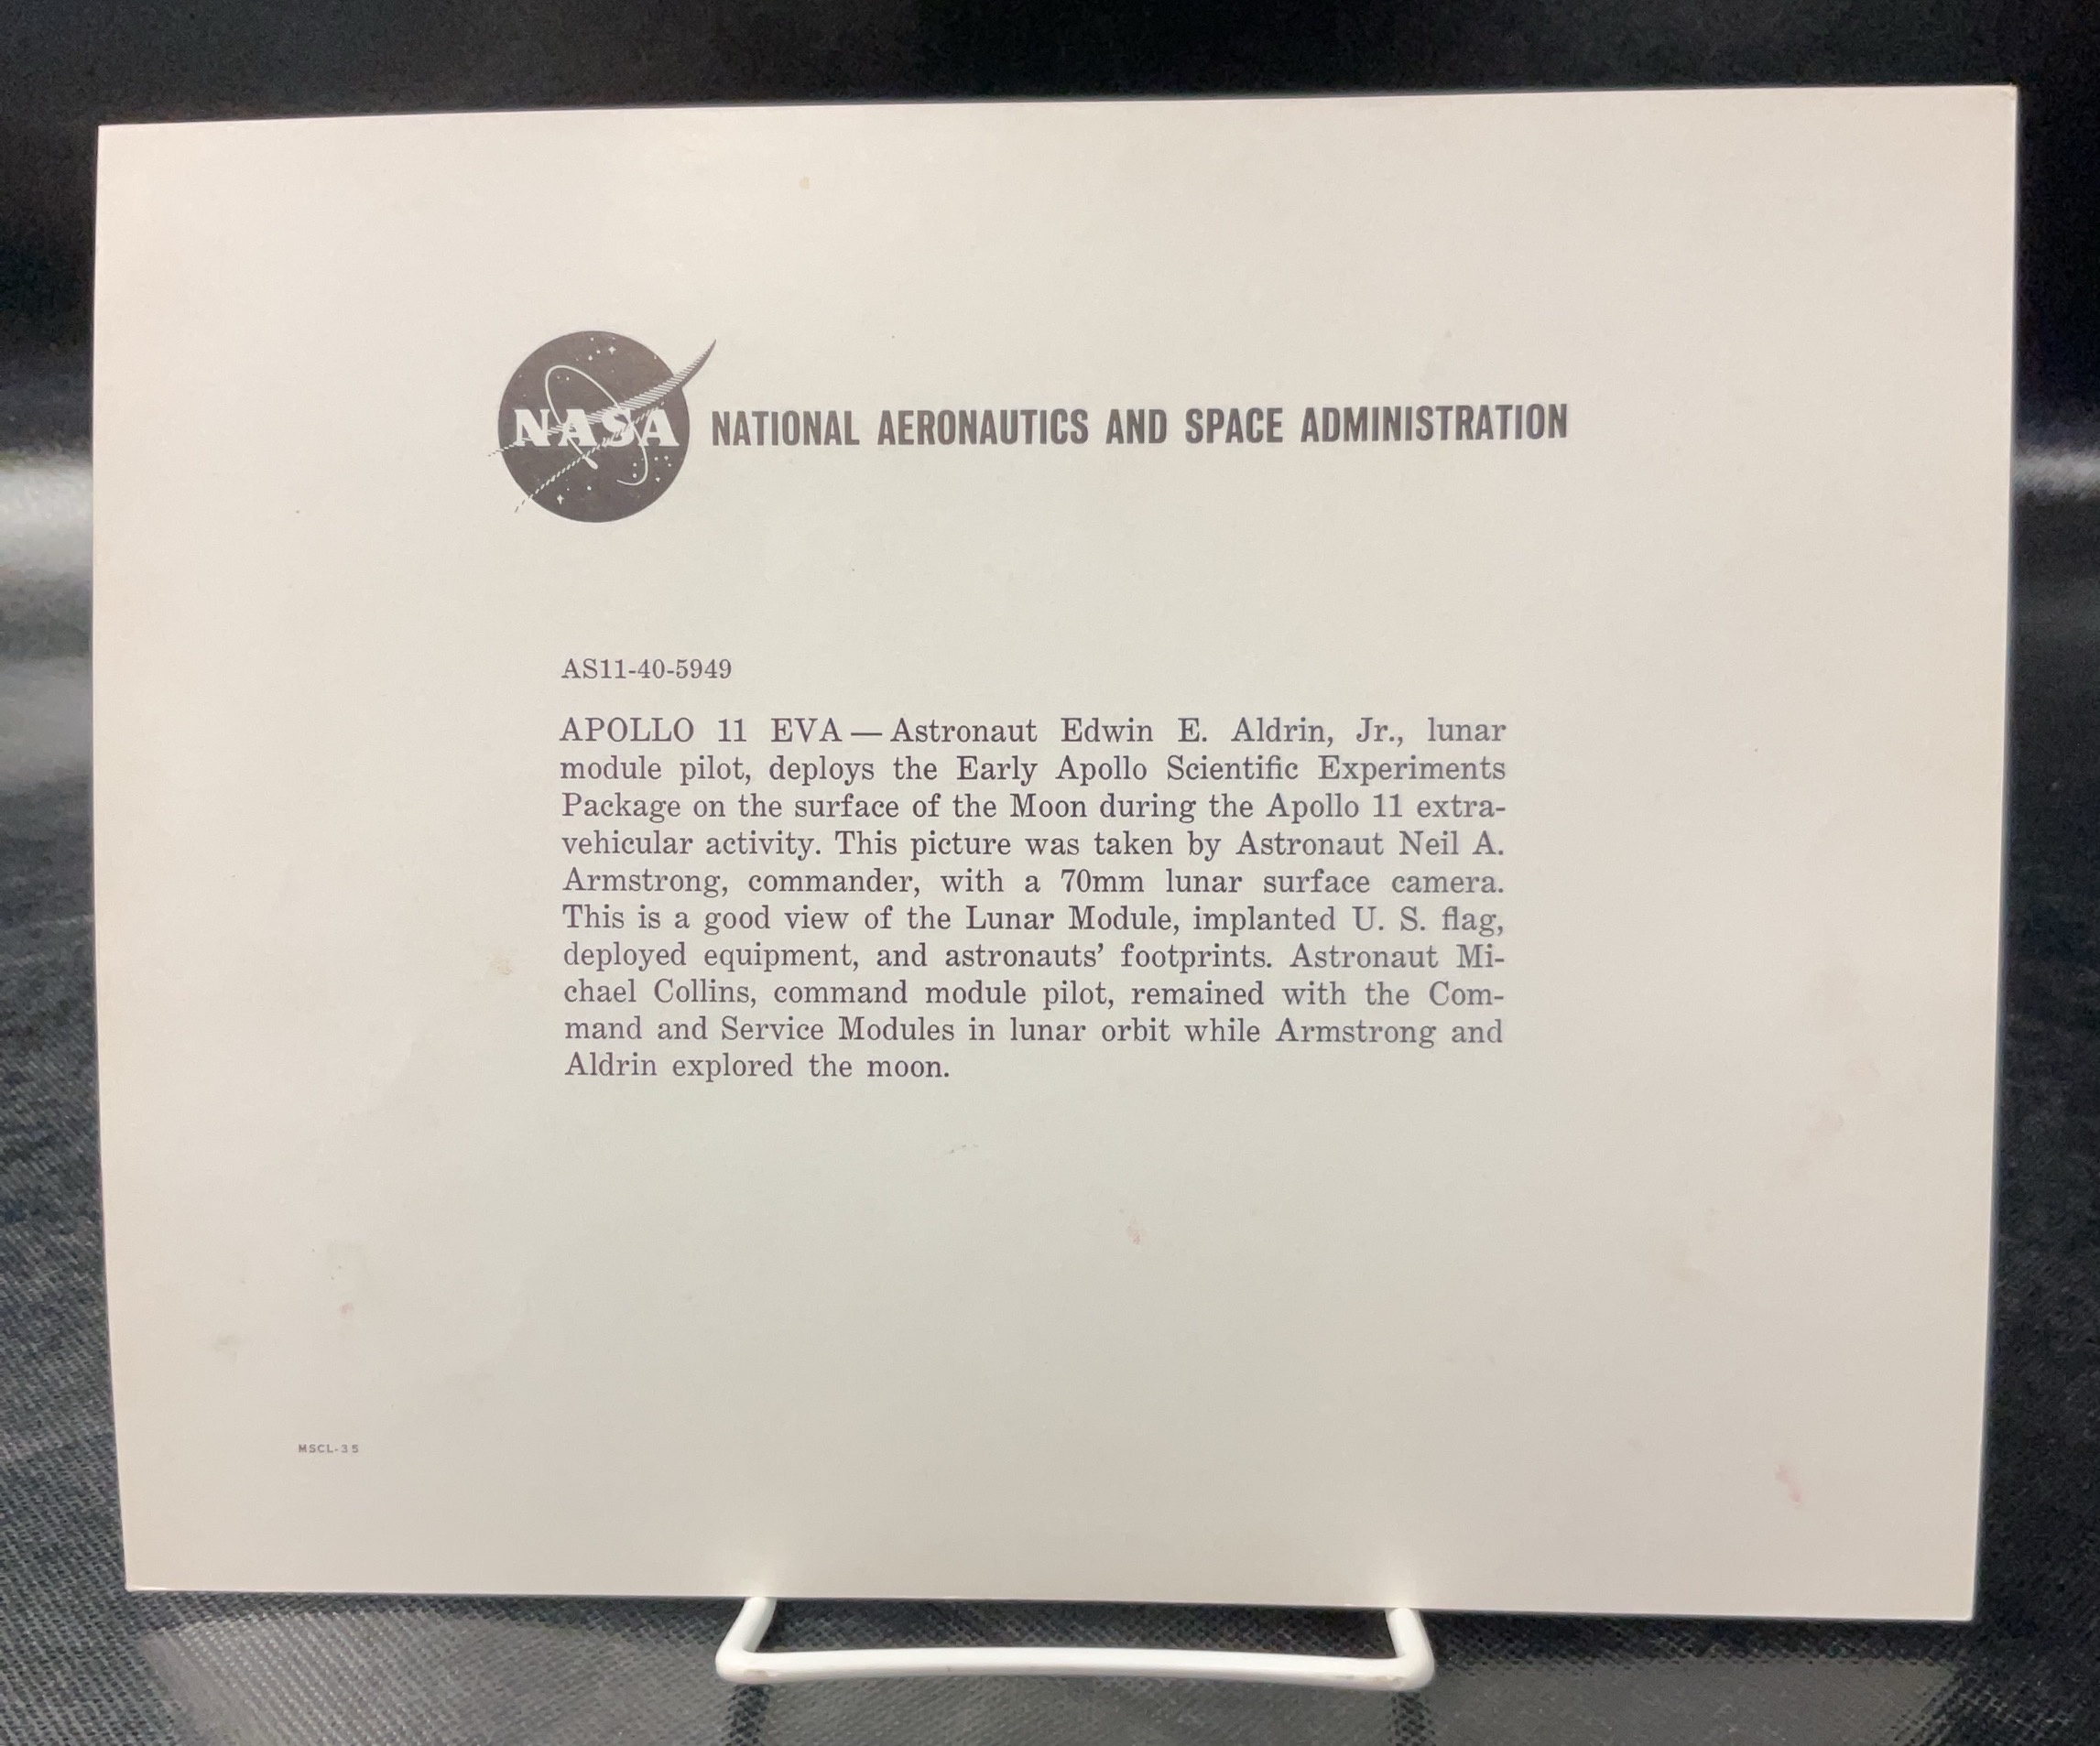 NASA NATIONAL AERONAUTICS AND SPACE ADMINISTRATION
AS11-40-5949
APOLLO 11 EVA — Astronaut Edwin E. Aldrin, Jr., lunar
module pilot, deploys the Early Apollo Scientific Experiments
Package on the surface of the Moon during the Apollo 11 extra-
vehicular activity. This picture was taken by Astronaut Neil A.
Armstrong, commander, with a 70mm lunar surface camera.
This is a good view of the Lunar Module, implanted U. S. flag,
deployed equipment, and astronauts’ footprints. Astronaut Mi-
chael Collins, command module pilot, remained with the Com-
mand and Service Modules in lunar orbit while Armstrong and
Aldrin explored the moon.
MSCL-35